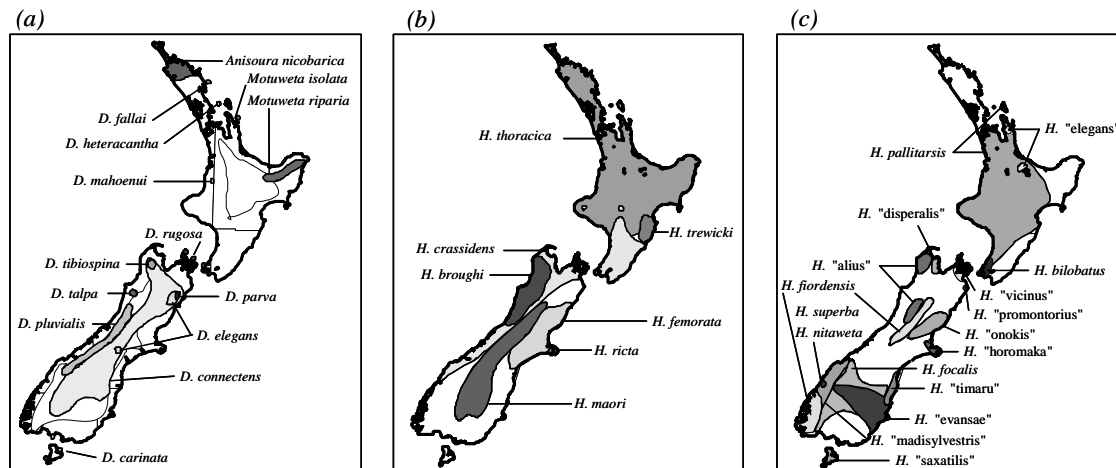 (a)
Anisoura nicobarica
Motuweta isolata
Motuweta riparia
D. fallai
D. heteracantha
D. mahoenui
D. rugosa
D. tibiospina
D. talpa
D. parva
D. pluvialis
D. elegans
D. connectens
D. carinata
(b)
H. thoracica
H. trewicki
H. crassidens
H. broughi
H. femorata
H. ricta
H. maori
(c)
H. "elegans"
H. pallitarsis
H. "disperalis"
H. "alius"
H. bilobatus
H. fiordensis
H. "vicinus"
H. "promontorius"
H. superba
H. "onokis"
H. nitaweta
H. "horomaka"
H. focalis
H. "timaru"
H. "evansae"
H. "madisylvestris"
H. "saxatilis"